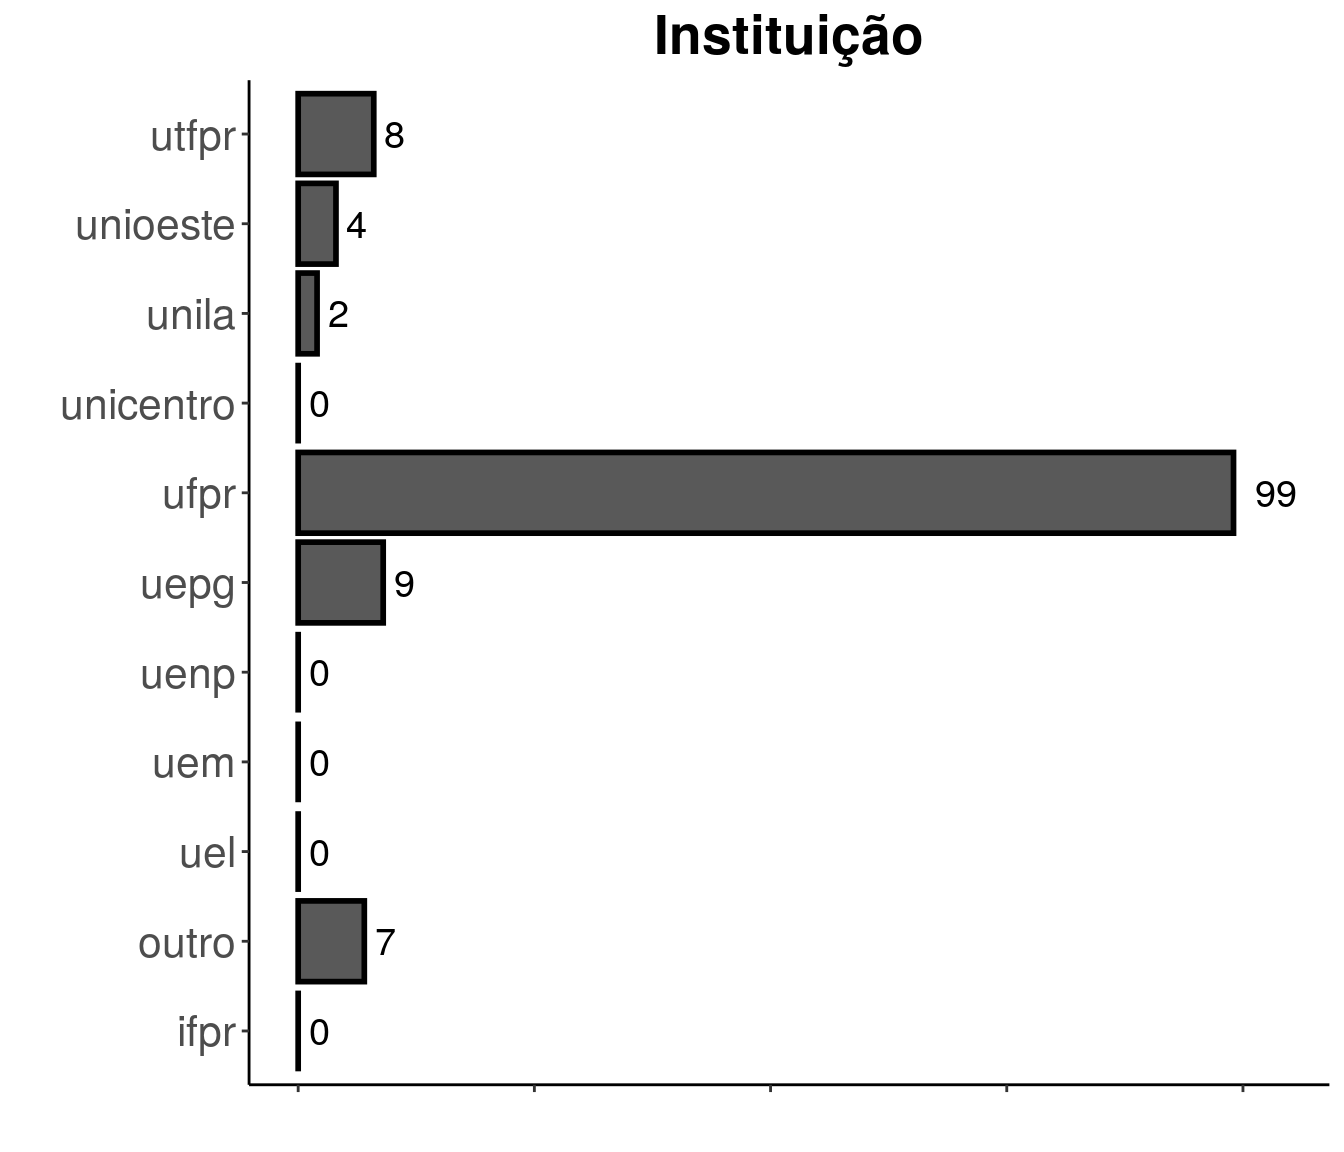 Instituição
utfpr 8
unioeste 4
unila 2
unicentro 0
ufpr 99
uepg 9
uenp 0
uem 0
uel 0
outro 7
ifpr 0